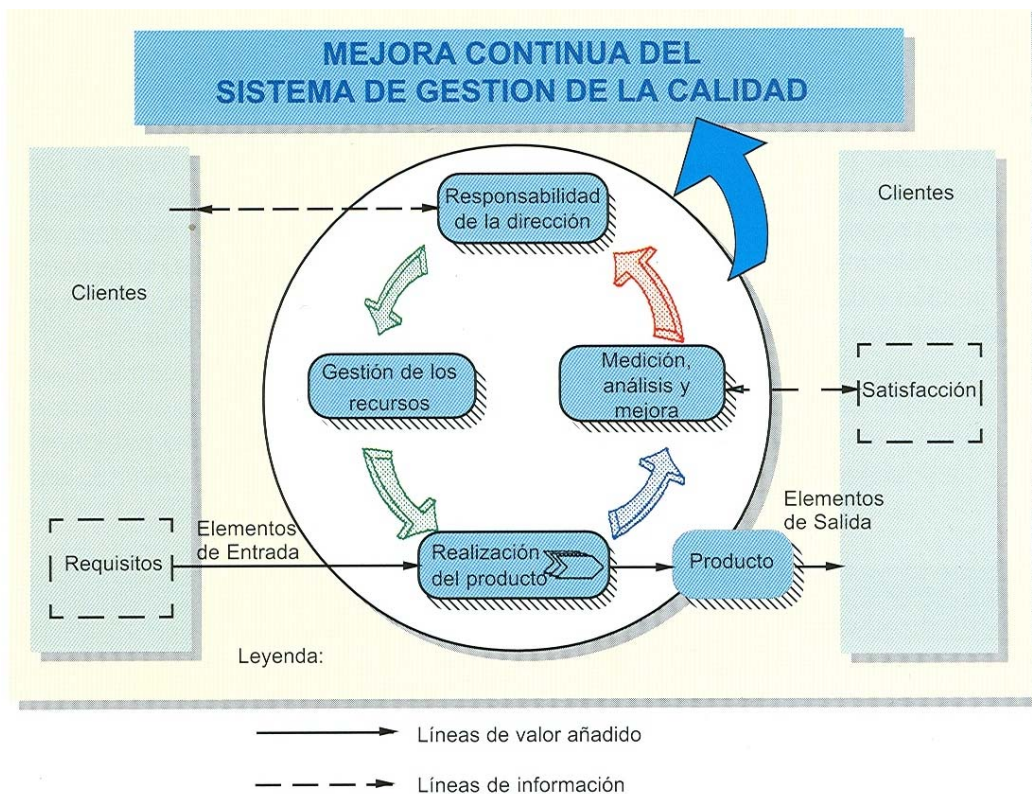 MEJORA CONTINUA DEL
SISTEMA DE GESTION DE LA CALIDAD
Responsabilidad
de la dirección
Clientes
Clientes
Gestión de los
recursos
Medición,
análisis y
mejora
Satisfacción
Elementos
de Entrada
Requisitos
Realización
del producto
Producto
Elementos
de Salida
Leyenda:
Líneas de valor añadido
Líneas de información